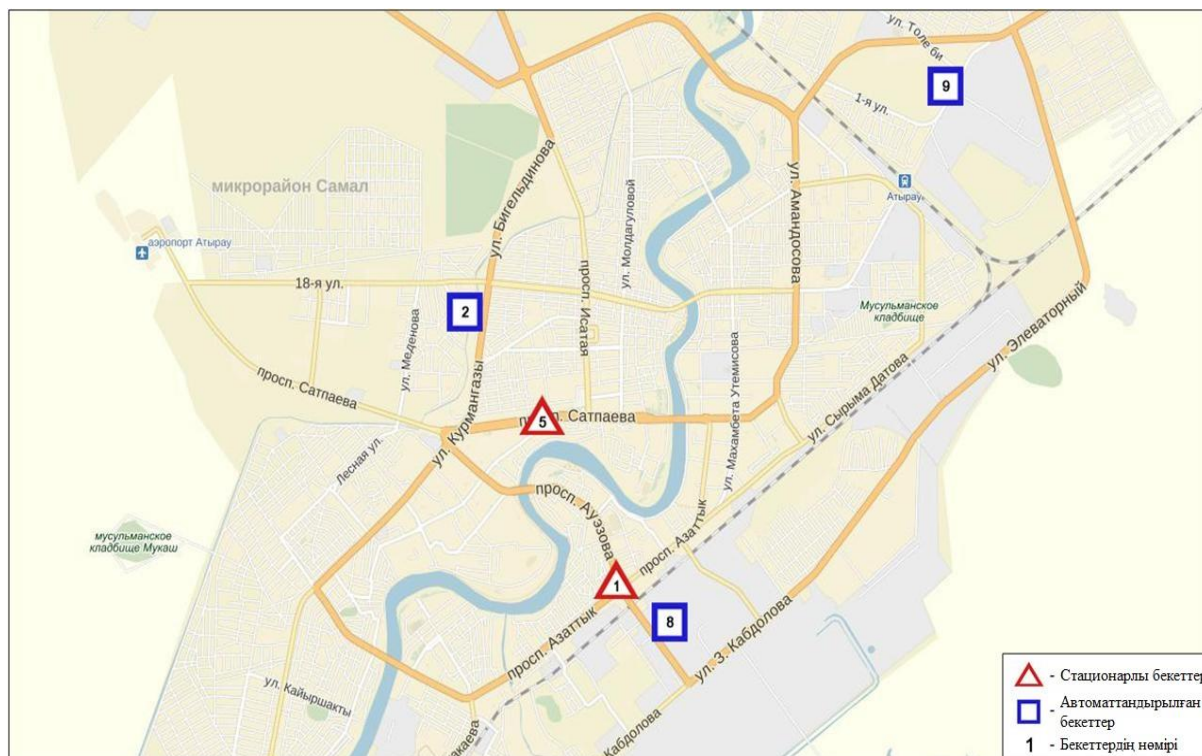 ул. Толе би
9
1-я ул.
Атырау
микрорайон Самал
ул. Бигельдинова
ул. Молдагуловой
ул. Амандосова
аэропорт Атырау
18-я ул.
просп. Исатая
2
Мусульманское
кладбище
ул. Элеваторный
ул. Меденова
просп. Сатпаева
ул. Курмангазы
ул. Махамбета Утемисова
ул. Сырыма Датова
5
Сатпаева
Лесная ул.
просп. Ауэзова
просп. Азаттык
мусульманское
кладбище Мукаш
1
8
просп. Азаттык
ул. З. Кабдолова
ул. Кайыршакты
Кабдолова
- Стационарлы бекеттер
- Автоматтандырылған
бекеттер
1 - Бекеттердің нөмірі